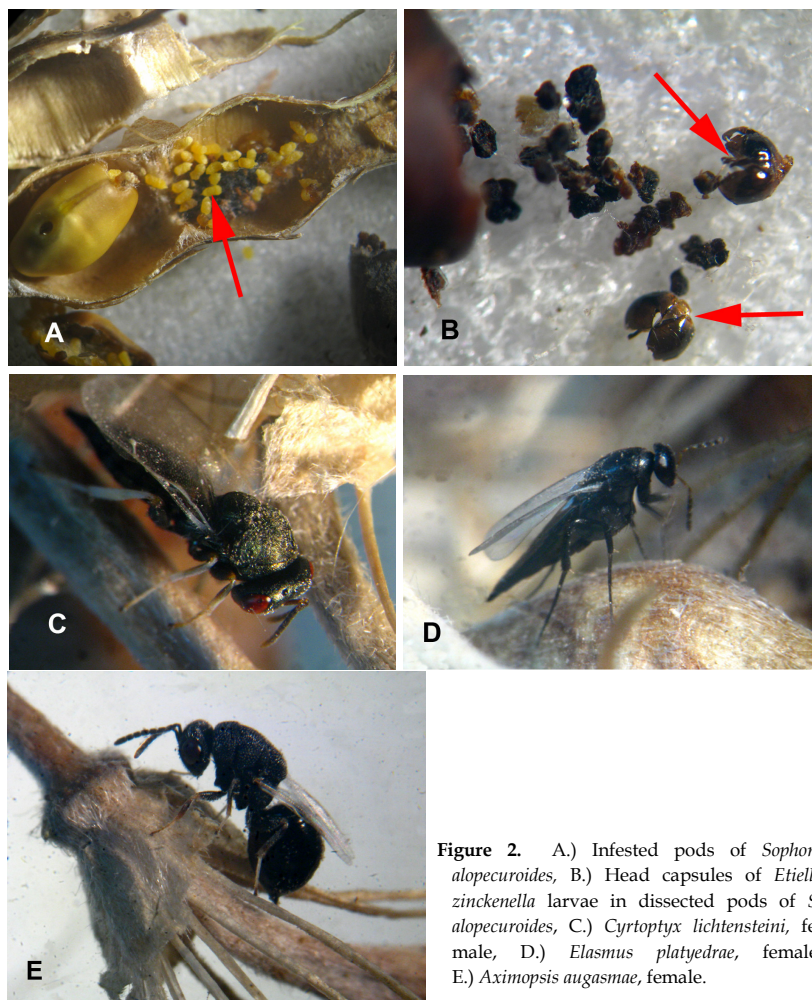 A
B
C
D
E
Figure 2. A.) Infested pods of Sophor
alopecuroides, B.) Head capsules of Etiell
zinckenella larvae in dissected pods of S
alopecuroides, C.) Cyrtoptyx lichtensteini, fe
male, D.) Elasmus platyedrae, female
E.) Aximopsis augasmae, female.